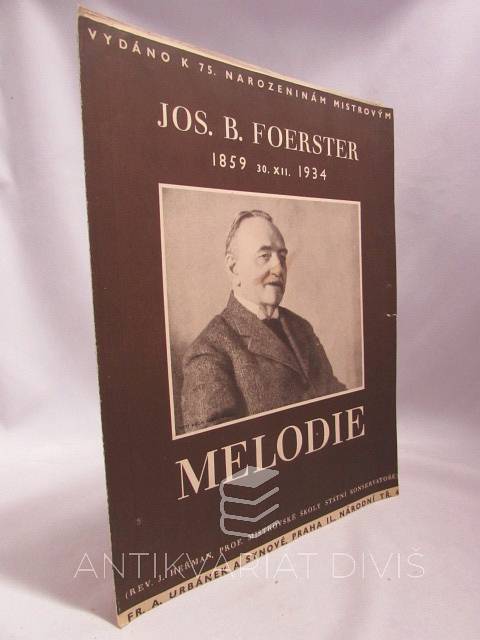 VYDÁNO K 75. NAROZENINÁM MISTROVÝM
JOS. B. FOERSTER
1859 30. XII. 1934
MELODIE
(REV. J. HEŘMAN, PROF. MISTROVSKÉ ŠKOLY STÁTNÍ KONSERVATOŘE)
FR. A. URBÁNEK A SYNOVÉ, PRAHA II., NÁRODNÍ TŘ. 4
ANTIKVARIÁT DIVIŠ